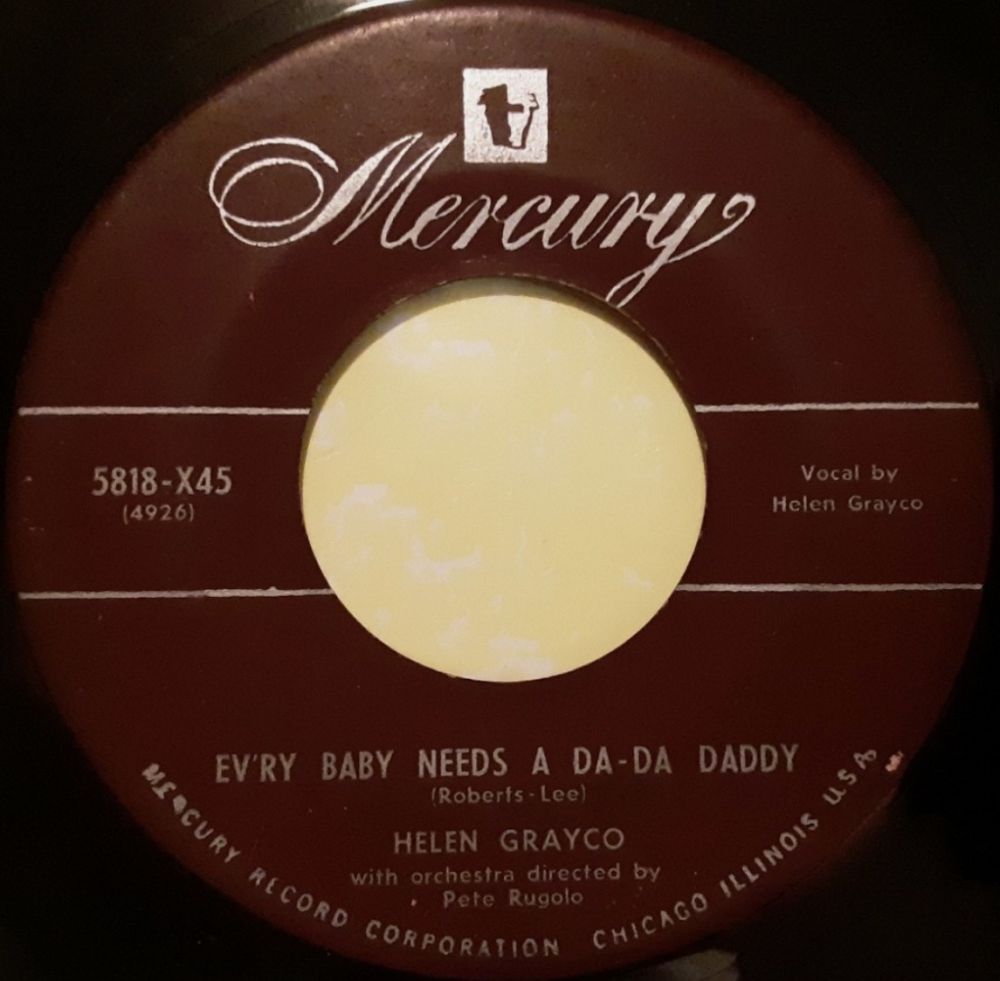 Mercury
5818-X45
(4926)
Vocal by
Helen Grayco
EV'RY BABY NEEDS A DA-DA DADDY
(Roberts-Lee)
HELEN GRAYCO
with orchestra directed by
Pete Rugolo
MERCURY RECORD CORPORATION CHICAGO ILLINOIS U.S.A.